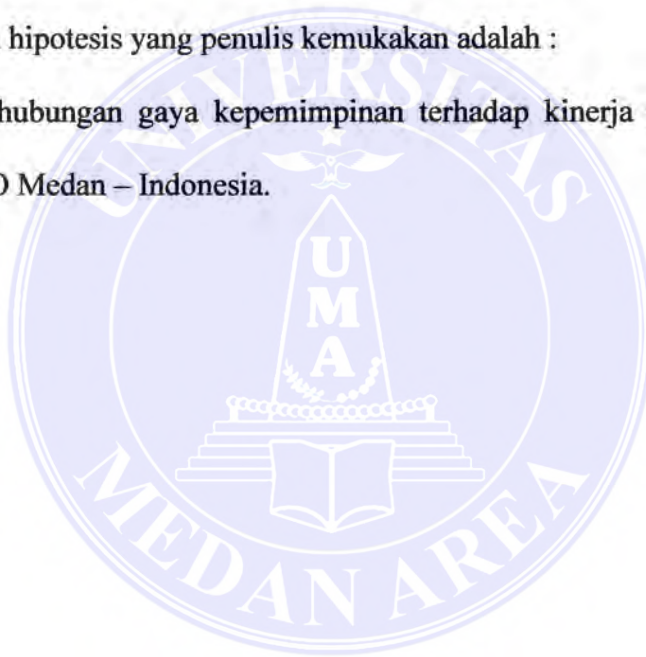 hipotesis yang penulis kemukakan adalah :
hubungan gaya kepemimpinan terhadap kinerja
Medan – Indonesia.
UNIVERSITAS
U
M
A
MEDAN AREA